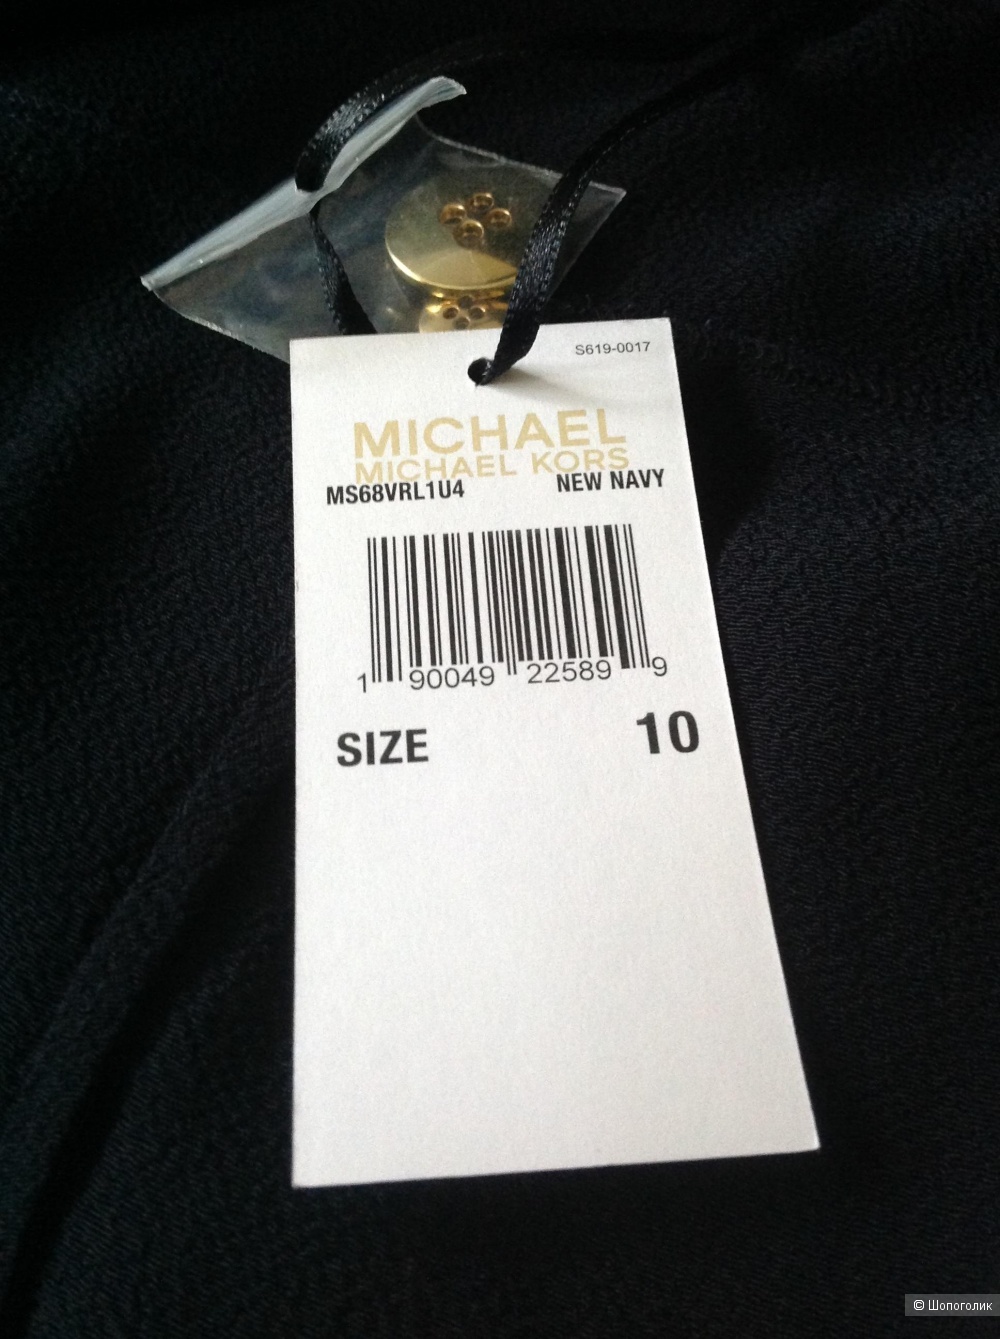 S619-0017
MICHAEL
MICHAEL KORS
MS68VRL1U4 NEW NAVY
1 90049 22589 9
SIZE 10
© Шопоголик